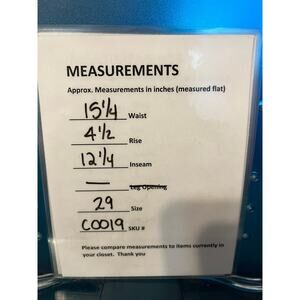 MEASUREMENTS
Approx. Measurements in inches (measured flat)
15 1/4 Waist
4 1/2 Rise
12 1/4 Inseam
— Leg Opening
29 Size
C0019 SKU #
Please compare measurements to items currently in
your closet. Thank you